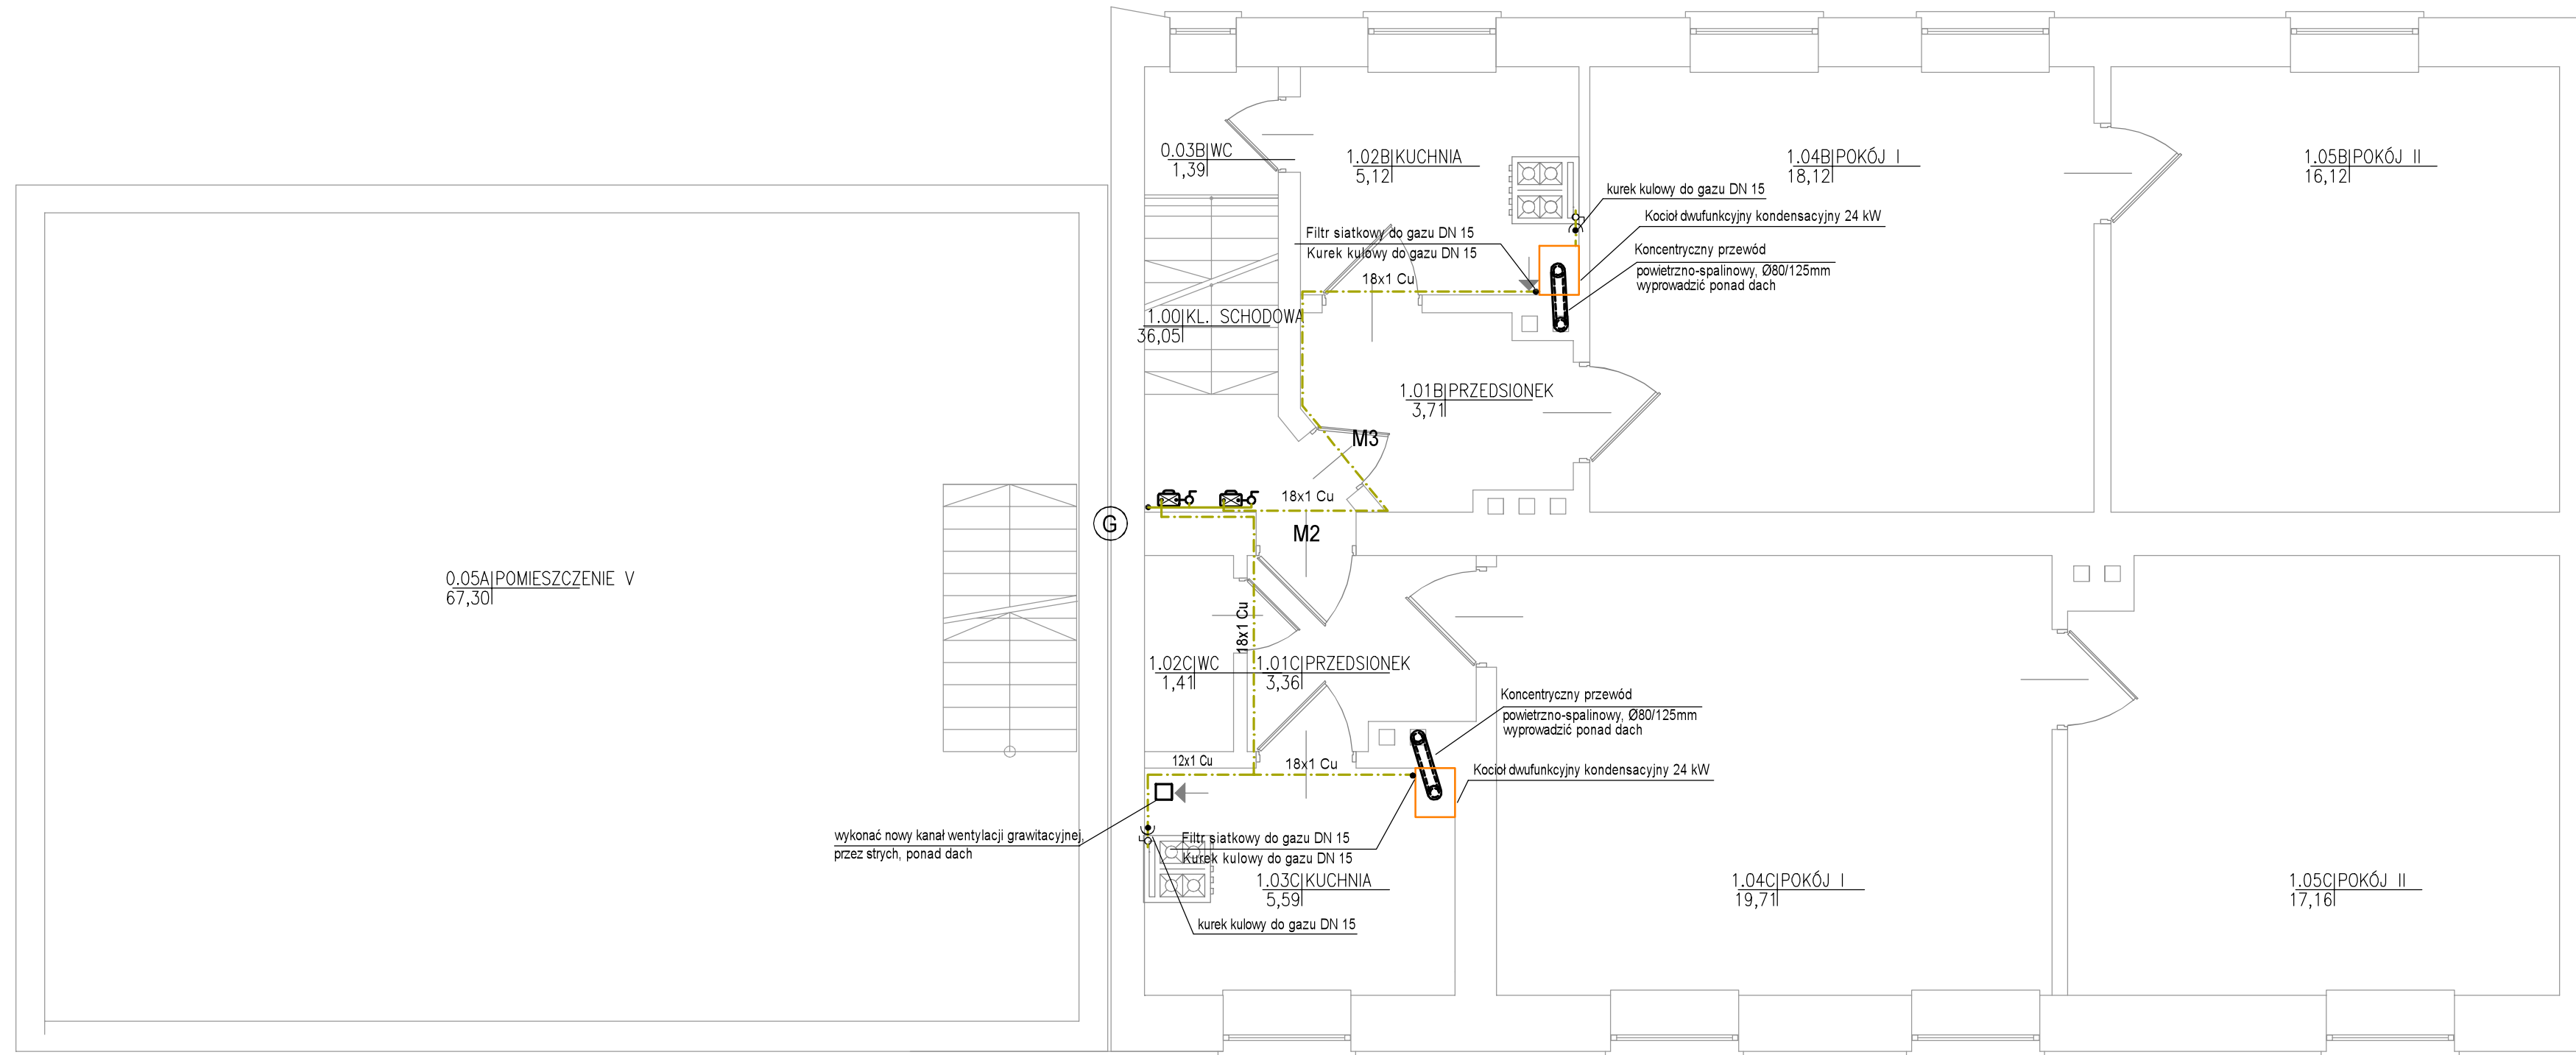 0.03B WC
1,39
1.02B KUCHNIA
5,12
1.04B POKÓJ I
18,12
1.05B POKÓJ II
16,12
kurek kulowy do gazu DN 15
Kocioł dwufunkcyjny kondensacyjny 24 kW
Filtr siatkowy do gazu DN 15
Kurek kulowy do gazu DN 15
Koncentryczny przewód
powietrzno-spalinowy, Ø80/125mm
wyprowadzić ponad dach
18x1 Cu
1.00 KL. SCHODOWA
36,05
1.01B PRZEDSIONEK
3,71
M3
18x1 Cu
G
M2
0.05A POMIESZCZENIE V
67,30
18x1 Cu
1.02C WC
1,41
1.01C PRZEDSIONEK
3,36
Koncentryczny przewód
powietrzno-spalinowy, Ø80/125mm
wyprowadzić ponad dach
12x1 Cu
18x1 Cu
Kocioł dwufunkcyjny kondensacyjny 24 kW
wykonać nowy kanał wentylacji grawitacyjnej,
przez strych, ponad dach
Filtr siatkowy do gazu DN 15
Kurek kulowy do gazu DN 15
1.03C KUCHNIA
5,59
1.04C POKÓJ I
19,71
1.05C POKÓJ II
17,16
kurek kulowy do gazu DN 15